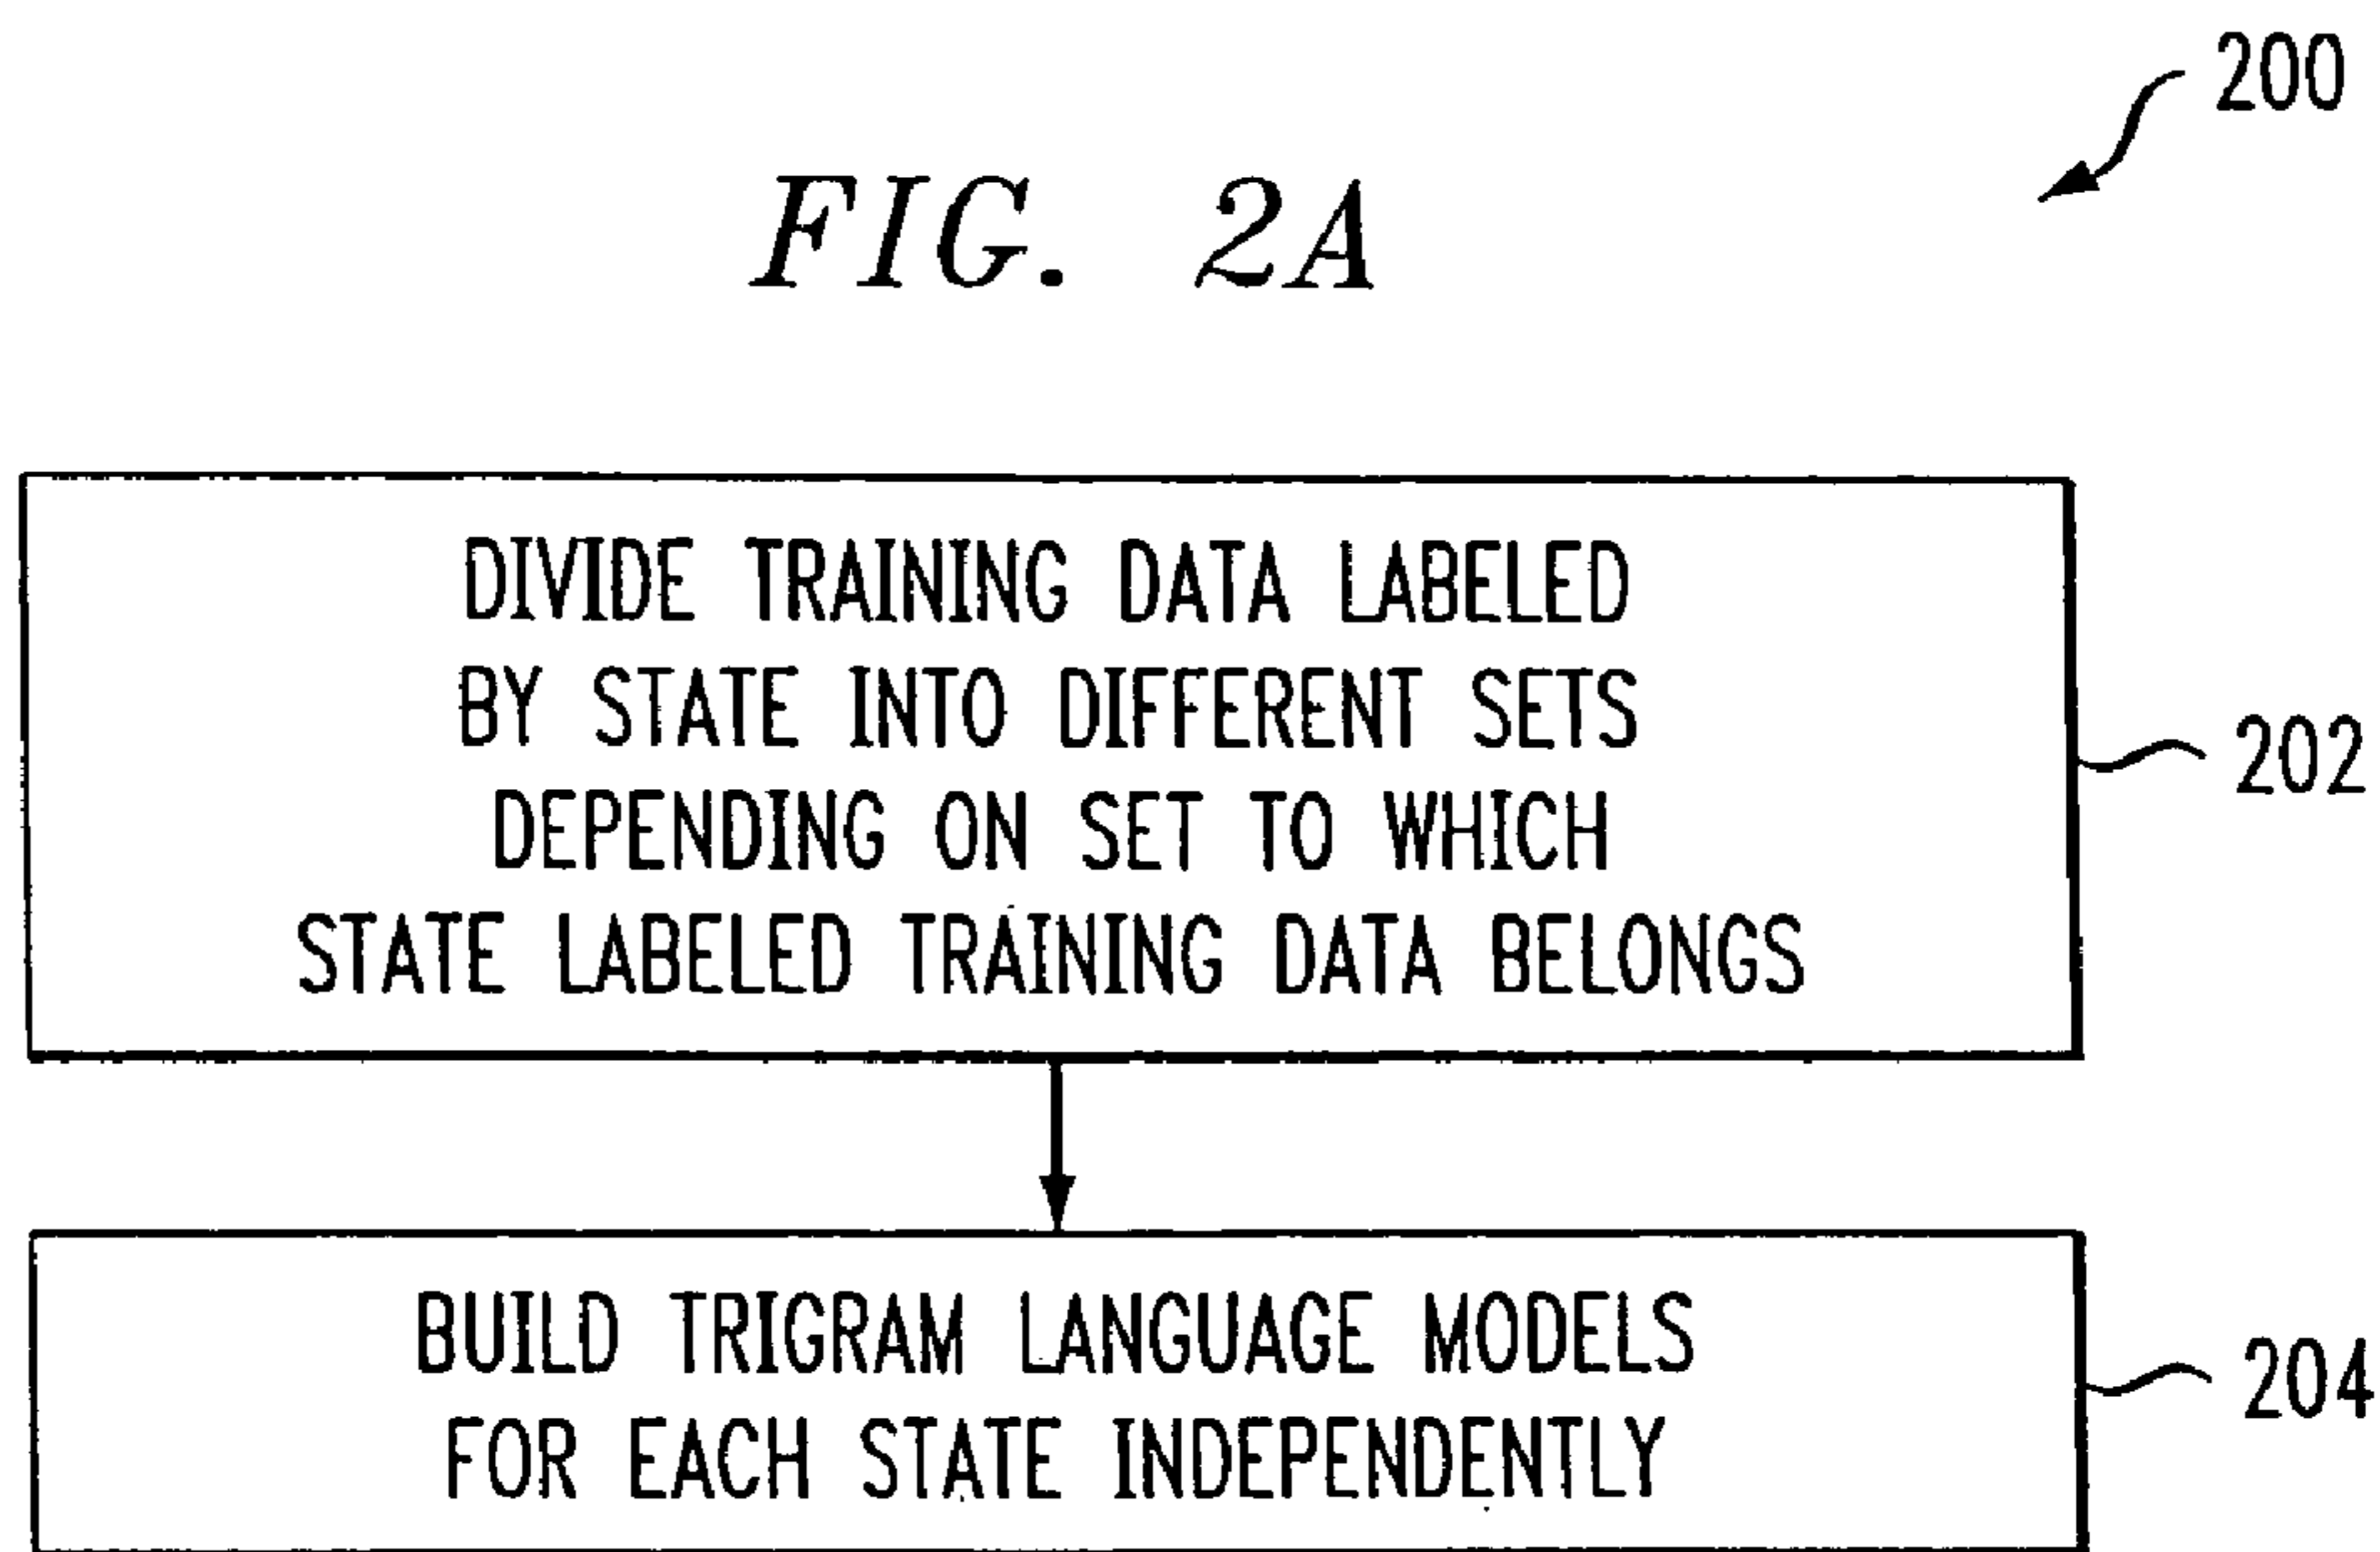 200
FIG. 2A
DIVIDE TRAINING DATA LABELED
BY STATE INTO DIFFERENT SETS
DEPENDING ON SET TO WHICH
STATE LABELED TRAINING DATA BELONGS
202
BUILD TRIGRAM LANGUAGE MODELS
FOR EACH STATE INDEPENDENTLY
204